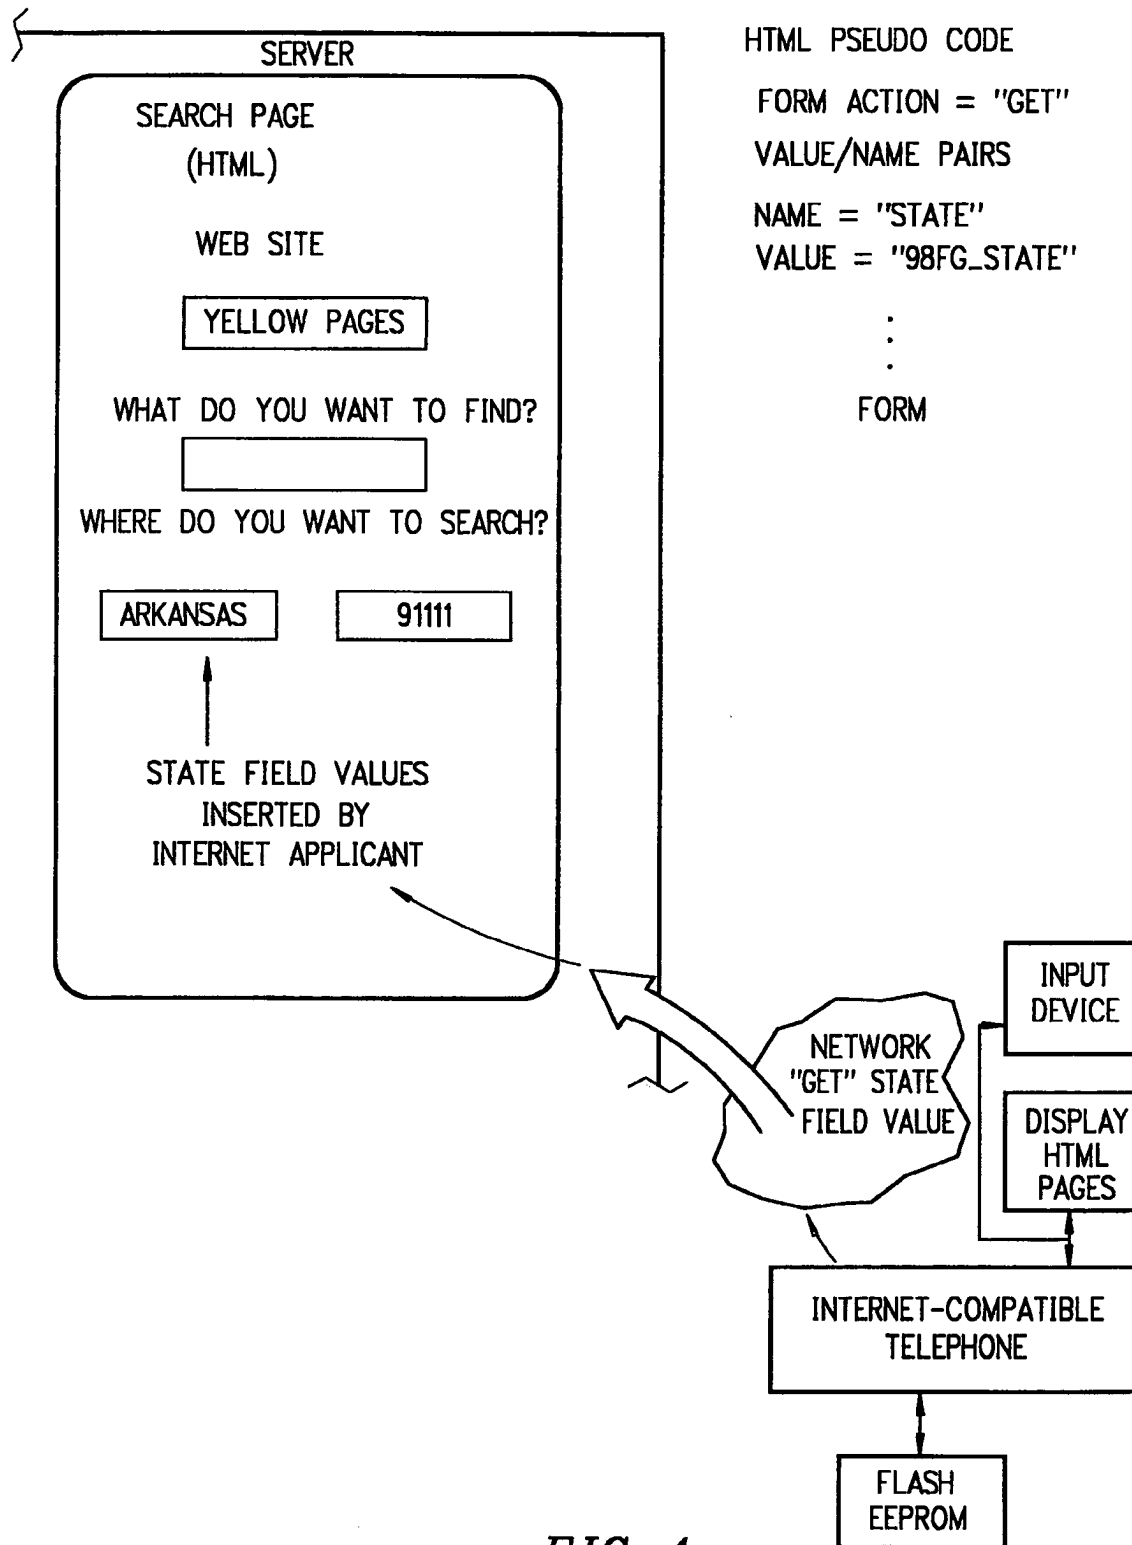 SERVER
SEARCH PAGE
(HTML)
WEB SITE
YELLOW PAGES
WHAT DO YOU WANT TO FIND?
WHERE DO YOU WANT TO SEARCH?
ARKANSAS
91111
STATE FIELD VALUES
INSERTED BY
INTERNET APPLICANT
HTML PSEUDO CODE
FORM ACTION = "GET"
VALUE/NAME PAIRS
NAME = "STATE"
VALUE = "98FG_STATE"
.
.
.
FORM
NETWORK
"GET" STATE
FIELD VALUE
INPUT
DEVICE
DISPLAY
HTML
PAGES
INTERNET-COMPATIBLE
TELEPHONE
FLASH
EEPROM